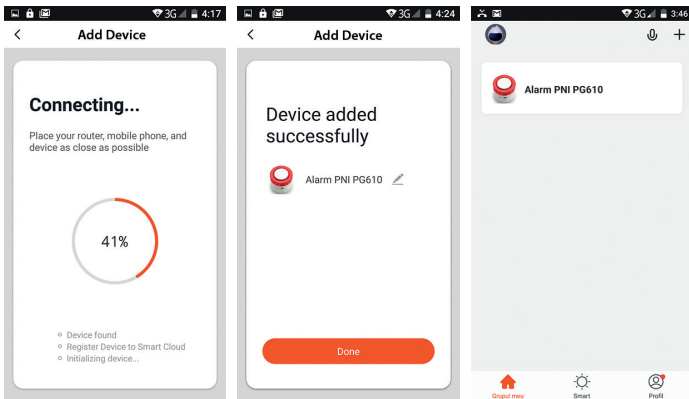 3G 4:17
Add Device
Connecting...
Place your router, mobile phone, and
device as close as possible
41%
Device found
Register Device to Smart Cloud
Initializing device...
3G 4:24
Add Device
Device added
successfully
Alarm PNI PG610
Done
3G 3:46
Alarm PNI PG610
Grupul meu
Smart
Profil